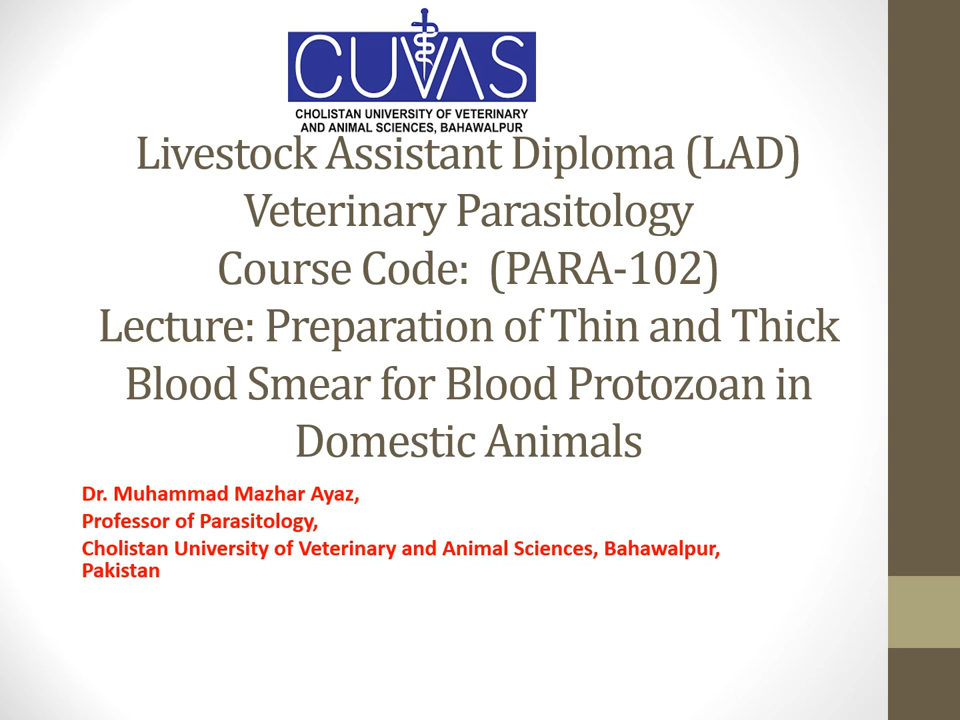 CUVAS
CHOLISTAN UNIVERSITY OF VETERINARY
AND ANIMAL SCIENCES, BAHAWALPUR
Livestock Assistant Diploma (LAD)
Veterinary Parasitology
Course Code:  (PARA-102)
Lecture: Preparation of Thin and Thick
Blood Smear for Blood Protozoan in
Domestic Animals
Dr. Muhammad Mazhar Ayaz,
Professor of Parasitology,
Cholistan University of Veterinary and Animal Sciences, Bahawalpur,
Pakistan